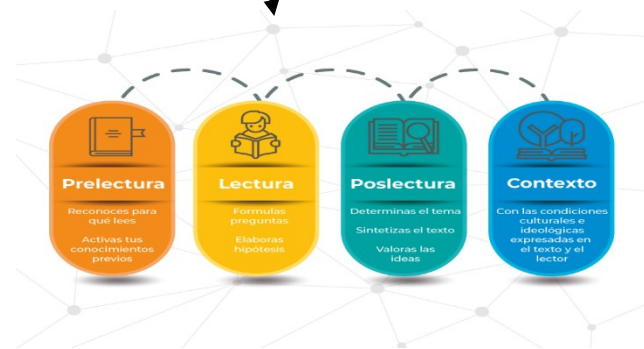 Prelectura
Reconoces para
qué lees
Activas tus
conocimientos
previos
Lectura
Formulas
preguntas
Elaboras
hipótesis
Poslectura
Determinas el tema
Sintetizas el texto
Valoras las
ideas
Contexto
Con las condiciones
culturales e
ideológicas
expresadas en
el texto y el
lector